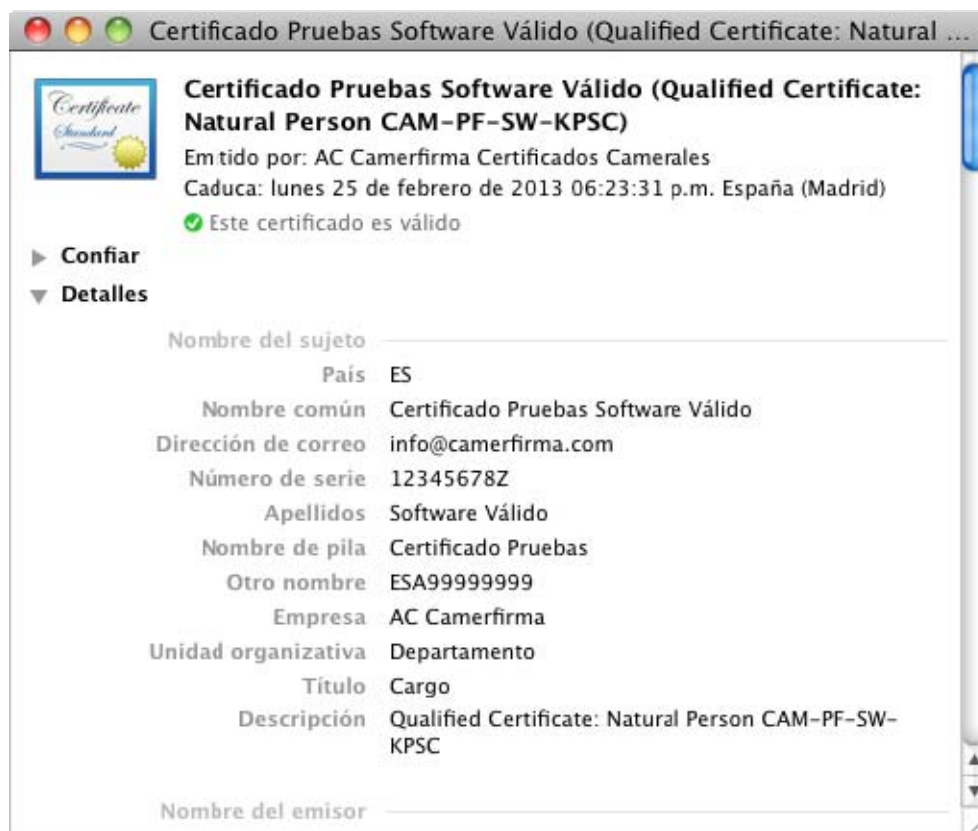 Certificado Pruebas Software Válido (Qualified Certificate: Natural ...
Certificate
Standard
Certificado Pruebas Software Válido (Qualified Certificate:
Natural Person CAM-PF-SW-KPSC)
Em tido por: AC Camerfirma Certificados Camerales
Caduca: lunes 25 de febrero de 2013 06:23:31 p.m. España (Madrid)
Este certificado es válido
Confiar
Detalles
Nombre del sujeto
País ES
Nombre común Certificado Pruebas Software Válido
Dirección de correo info@camerfirma.com
Número de serie 12345678Z
Apellidos Software Válido
Nombre de pila Certificado Pruebas
Otro nombre ESA99999999
Empresa AC Camerfirma
Unidad organizativa Departamento
Título Cargo
Descripción Qualified Certificate: Natural Person CAM-PF-SW-
KPSC
Nombre del emisor